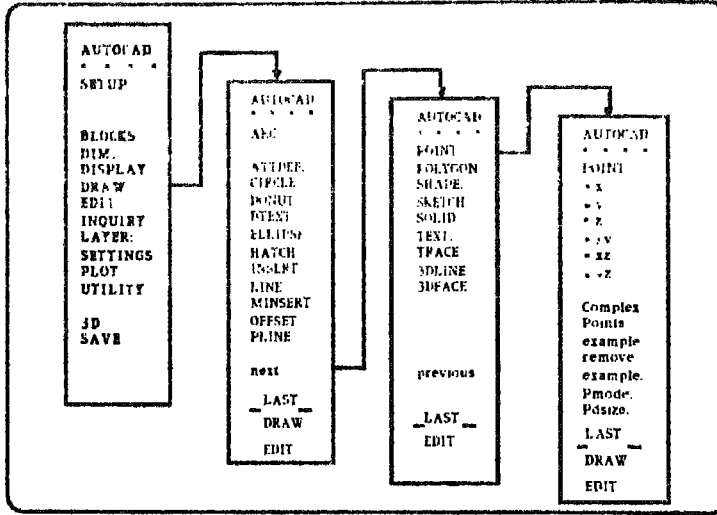 AUTOCAD
* * * *
SETUP
BLOCKS
DIM.
DISPLAY
DRAW
EDIT
INQUIRY
LAYER:
SETTINGS
PLOT
UTILITY
3D
SAVE
AUTOCAD
* * * *
AEC
ATTDEF.
CIRCLE
DONUT
DTEXT
ELLIPSE
HATCH
INSERT
LINE
MINSERT
OFFSET
PLINE
next
_ LAST _
DRAW
EDIT
AUTOCAD
* * * *
POINT
POLYGON
SHAPE.
SKETCH
SOLID
TEXT.
TRACE
3DLINE
3DFACE
previous
_ LAST _
EDIT
AUTOCAD
* * * *
POINT
* X
* Y
* Z
* XZ
Complex
Points
example
remove
example.
Pmode.
Pdsize.
_ LAST _
DRAW
EDIT